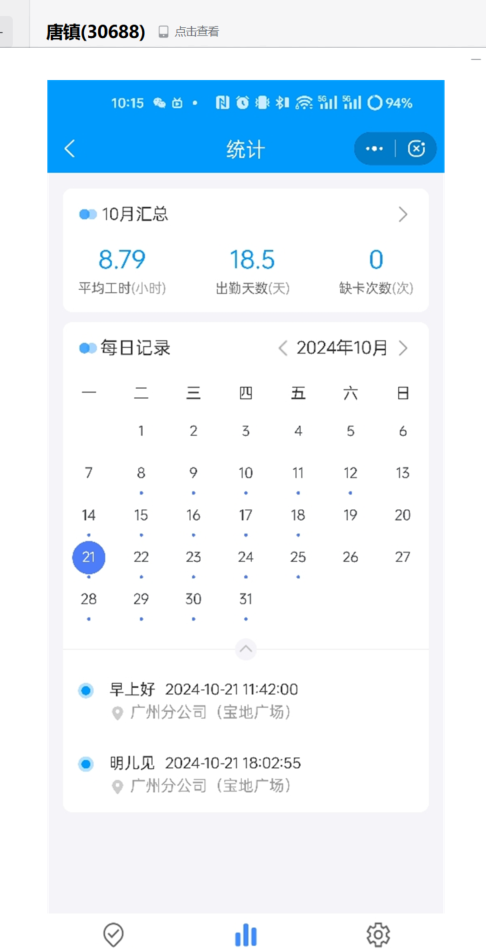 唐镇(30688) 点击查看
10:15 5G 5G 94%
统计
10月汇总
8.79 18.5 0
平均工时(小时) 出勤天数(天) 缺卡次数(次)
每日记录 2024年10月
一 二 三 四 五 六 日
1 2 3 4 5 6
7 8 9 10 11 12 13
14 15 16 17 18 19 20
21 22 23 24 25 26 27
28 29 30 31
早上好 2024-10-21 11:42:00
广州分公司（宝地广场）
明儿见 2024-10-21 18:02:55
广州分公司（宝地广场）